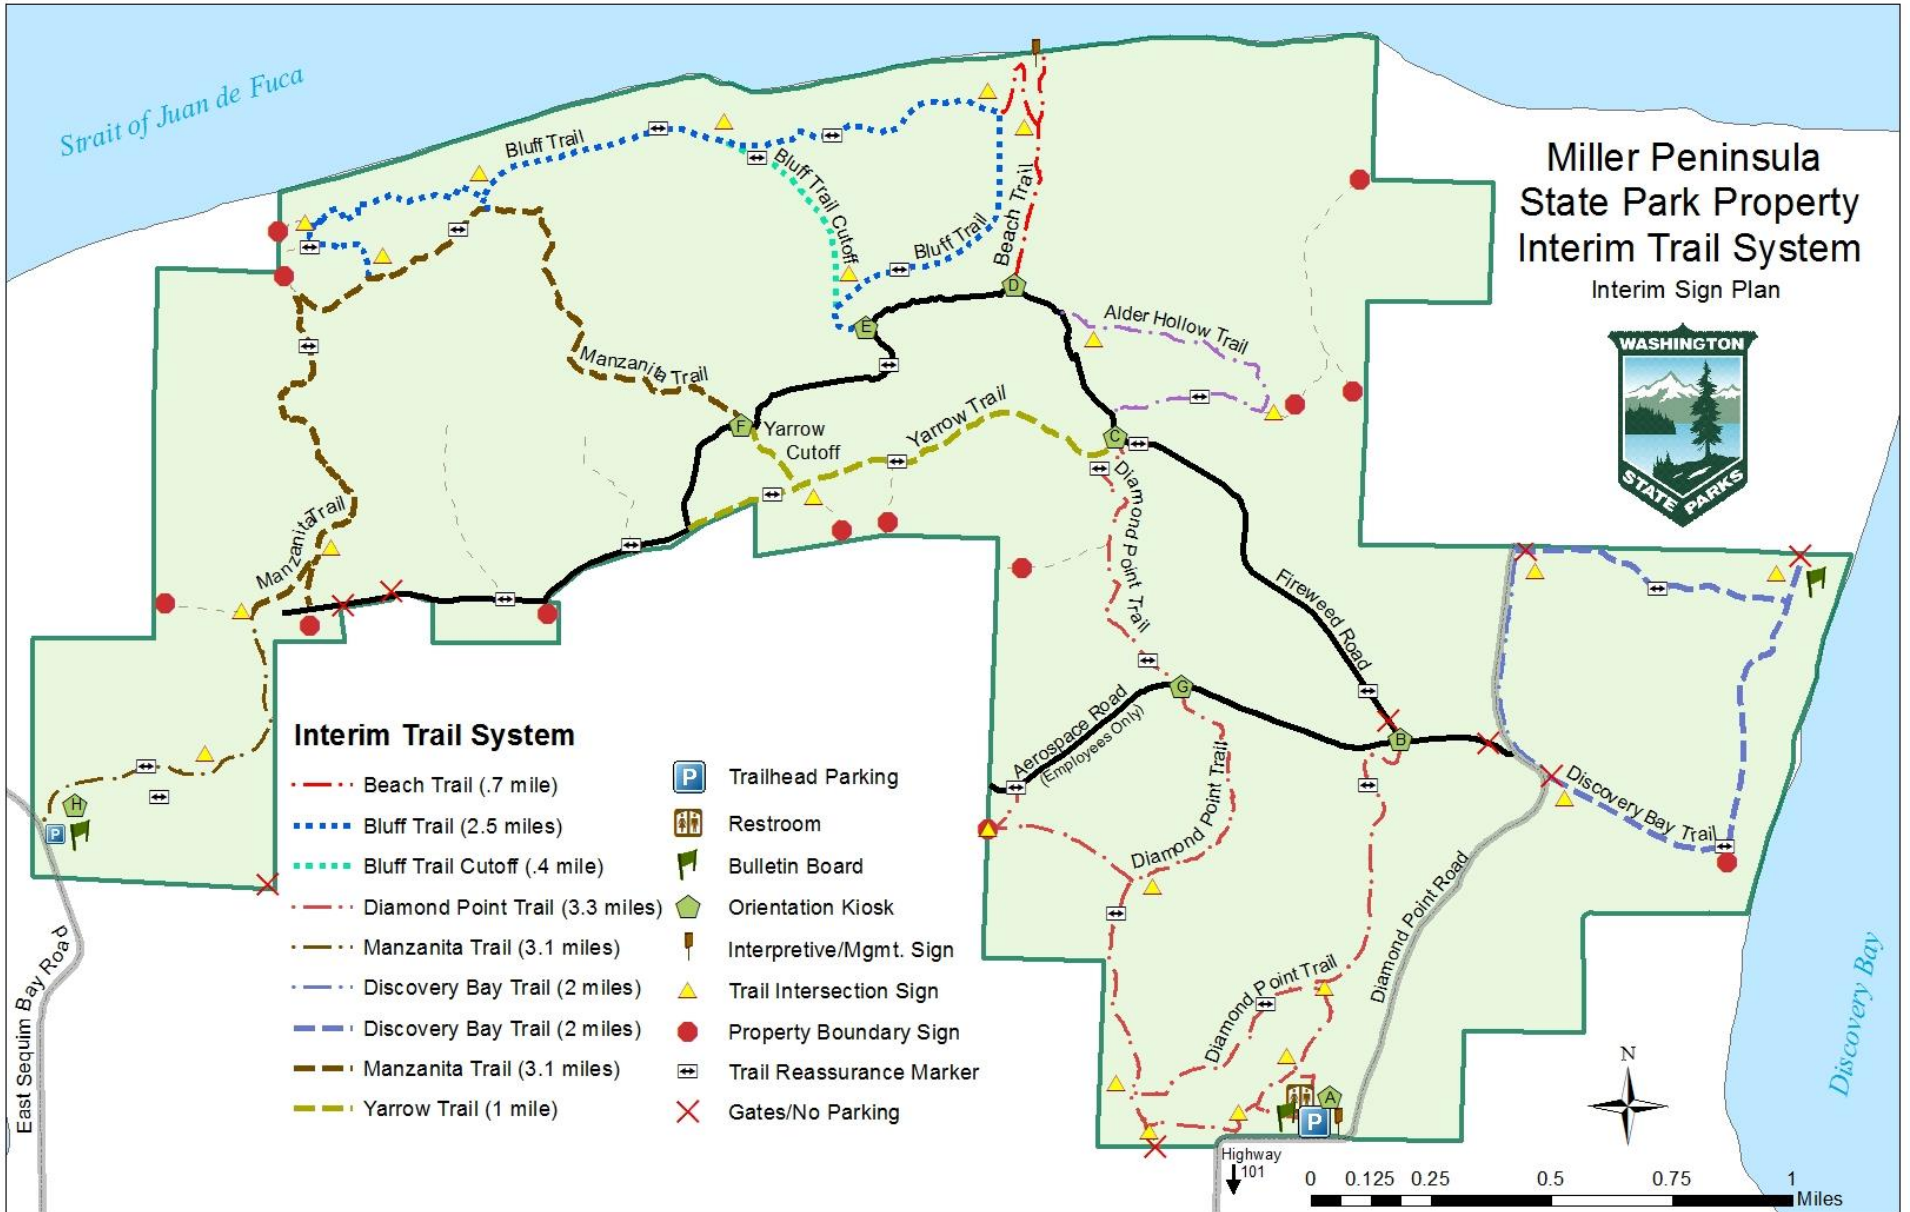 Strait of Juan de Fuca
Miller Peninsula
State Park Property
Interim Trail System
Interim Sign Plan
WASHINGTON
STATE PARKS
Bluff Trail
Bluff Trail Cutoff
Bluff Trail
Beach Trail
D
E
Alder Hollow Trail
Manzanita Trail
F
Yarrow
Cutoff
Yarrow Trail
C
Diamond Point Trail
Manzanita Trail
Manzanita Trail
Fireweed Road
G
Aerospace Road
(Employees Only)
B
Discovery Bay Trail
Diamond Point Trail
Diamond Point Road
Diamond Point Trail
H
P
East Sequim Bay Road
Road
A
P
Highway
101
Discovery Bay
N
0 0.125 0.25 0.5 0.75 1
Miles
Interim Trail System
Beach Trail (.7 mile)
Bluff Trail (2.5 miles)
Bluff Trail Cutoff (.4 mile)
Diamond Point Trail (3.3 miles)
Manzanita Trail (3.1 miles)
Discovery Bay Trail (2 miles)
Discovery Bay Trail (2 miles)
Manzanita Trail (3.1 miles)
Yarrow Trail (1 mile)
P Trailhead Parking
Restroom
Bulletin Board
Orientation Kiosk
Interpretive/Mgmt. Sign
Trail Intersection Sign
Property Boundary Sign
Trail Reassurance Marker
Gates/No Parking